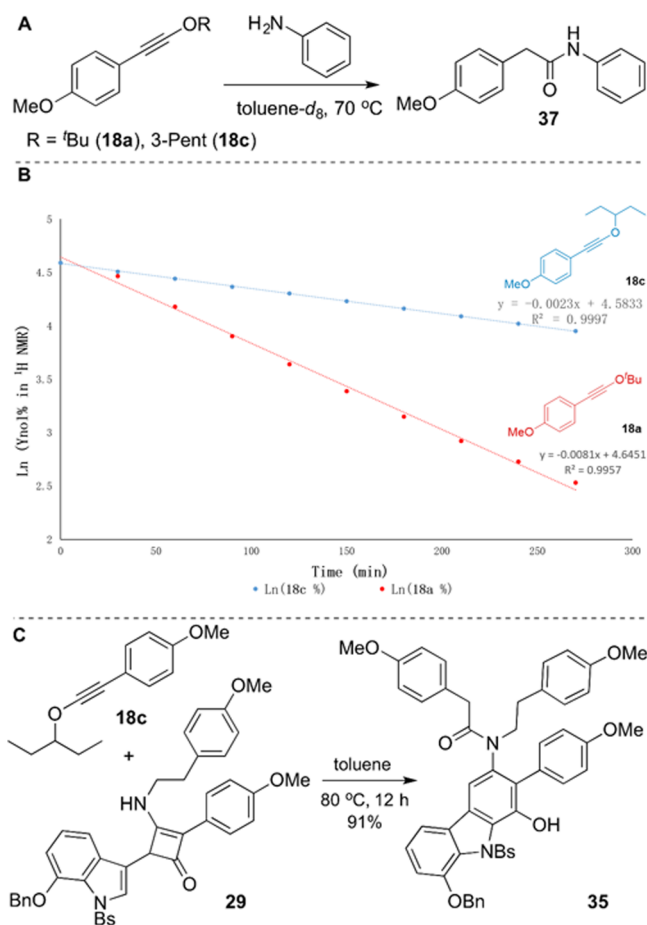 A
OR
MeO
H₂N
toluene-d₈, 70 °C
R = ᵗBu (18a), 3-Pent (18c)
MeO
H
N
O
37
B
Ln (Ynol% in ¹H NMR)
5
4.5
4
3.5
3
2.5
2
0
50
100
150
200
250
300
Time (min)
Ln(18c %)
Ln(18a %)
O
MeO
18c
y = -0.0023x + 4.5833
R² = 0.9997
OᵗBu
MeO
18a
y = -0.0081x + 4.6451
R² = 0.9957
C
OMe
O
18c
+
OMe
HN
OMe
O
OBn
N
Bs
29
toluene
80 °C, 12 h
91%
MeO
OMe
O
N
OMe
OH
NBs
OBn
35